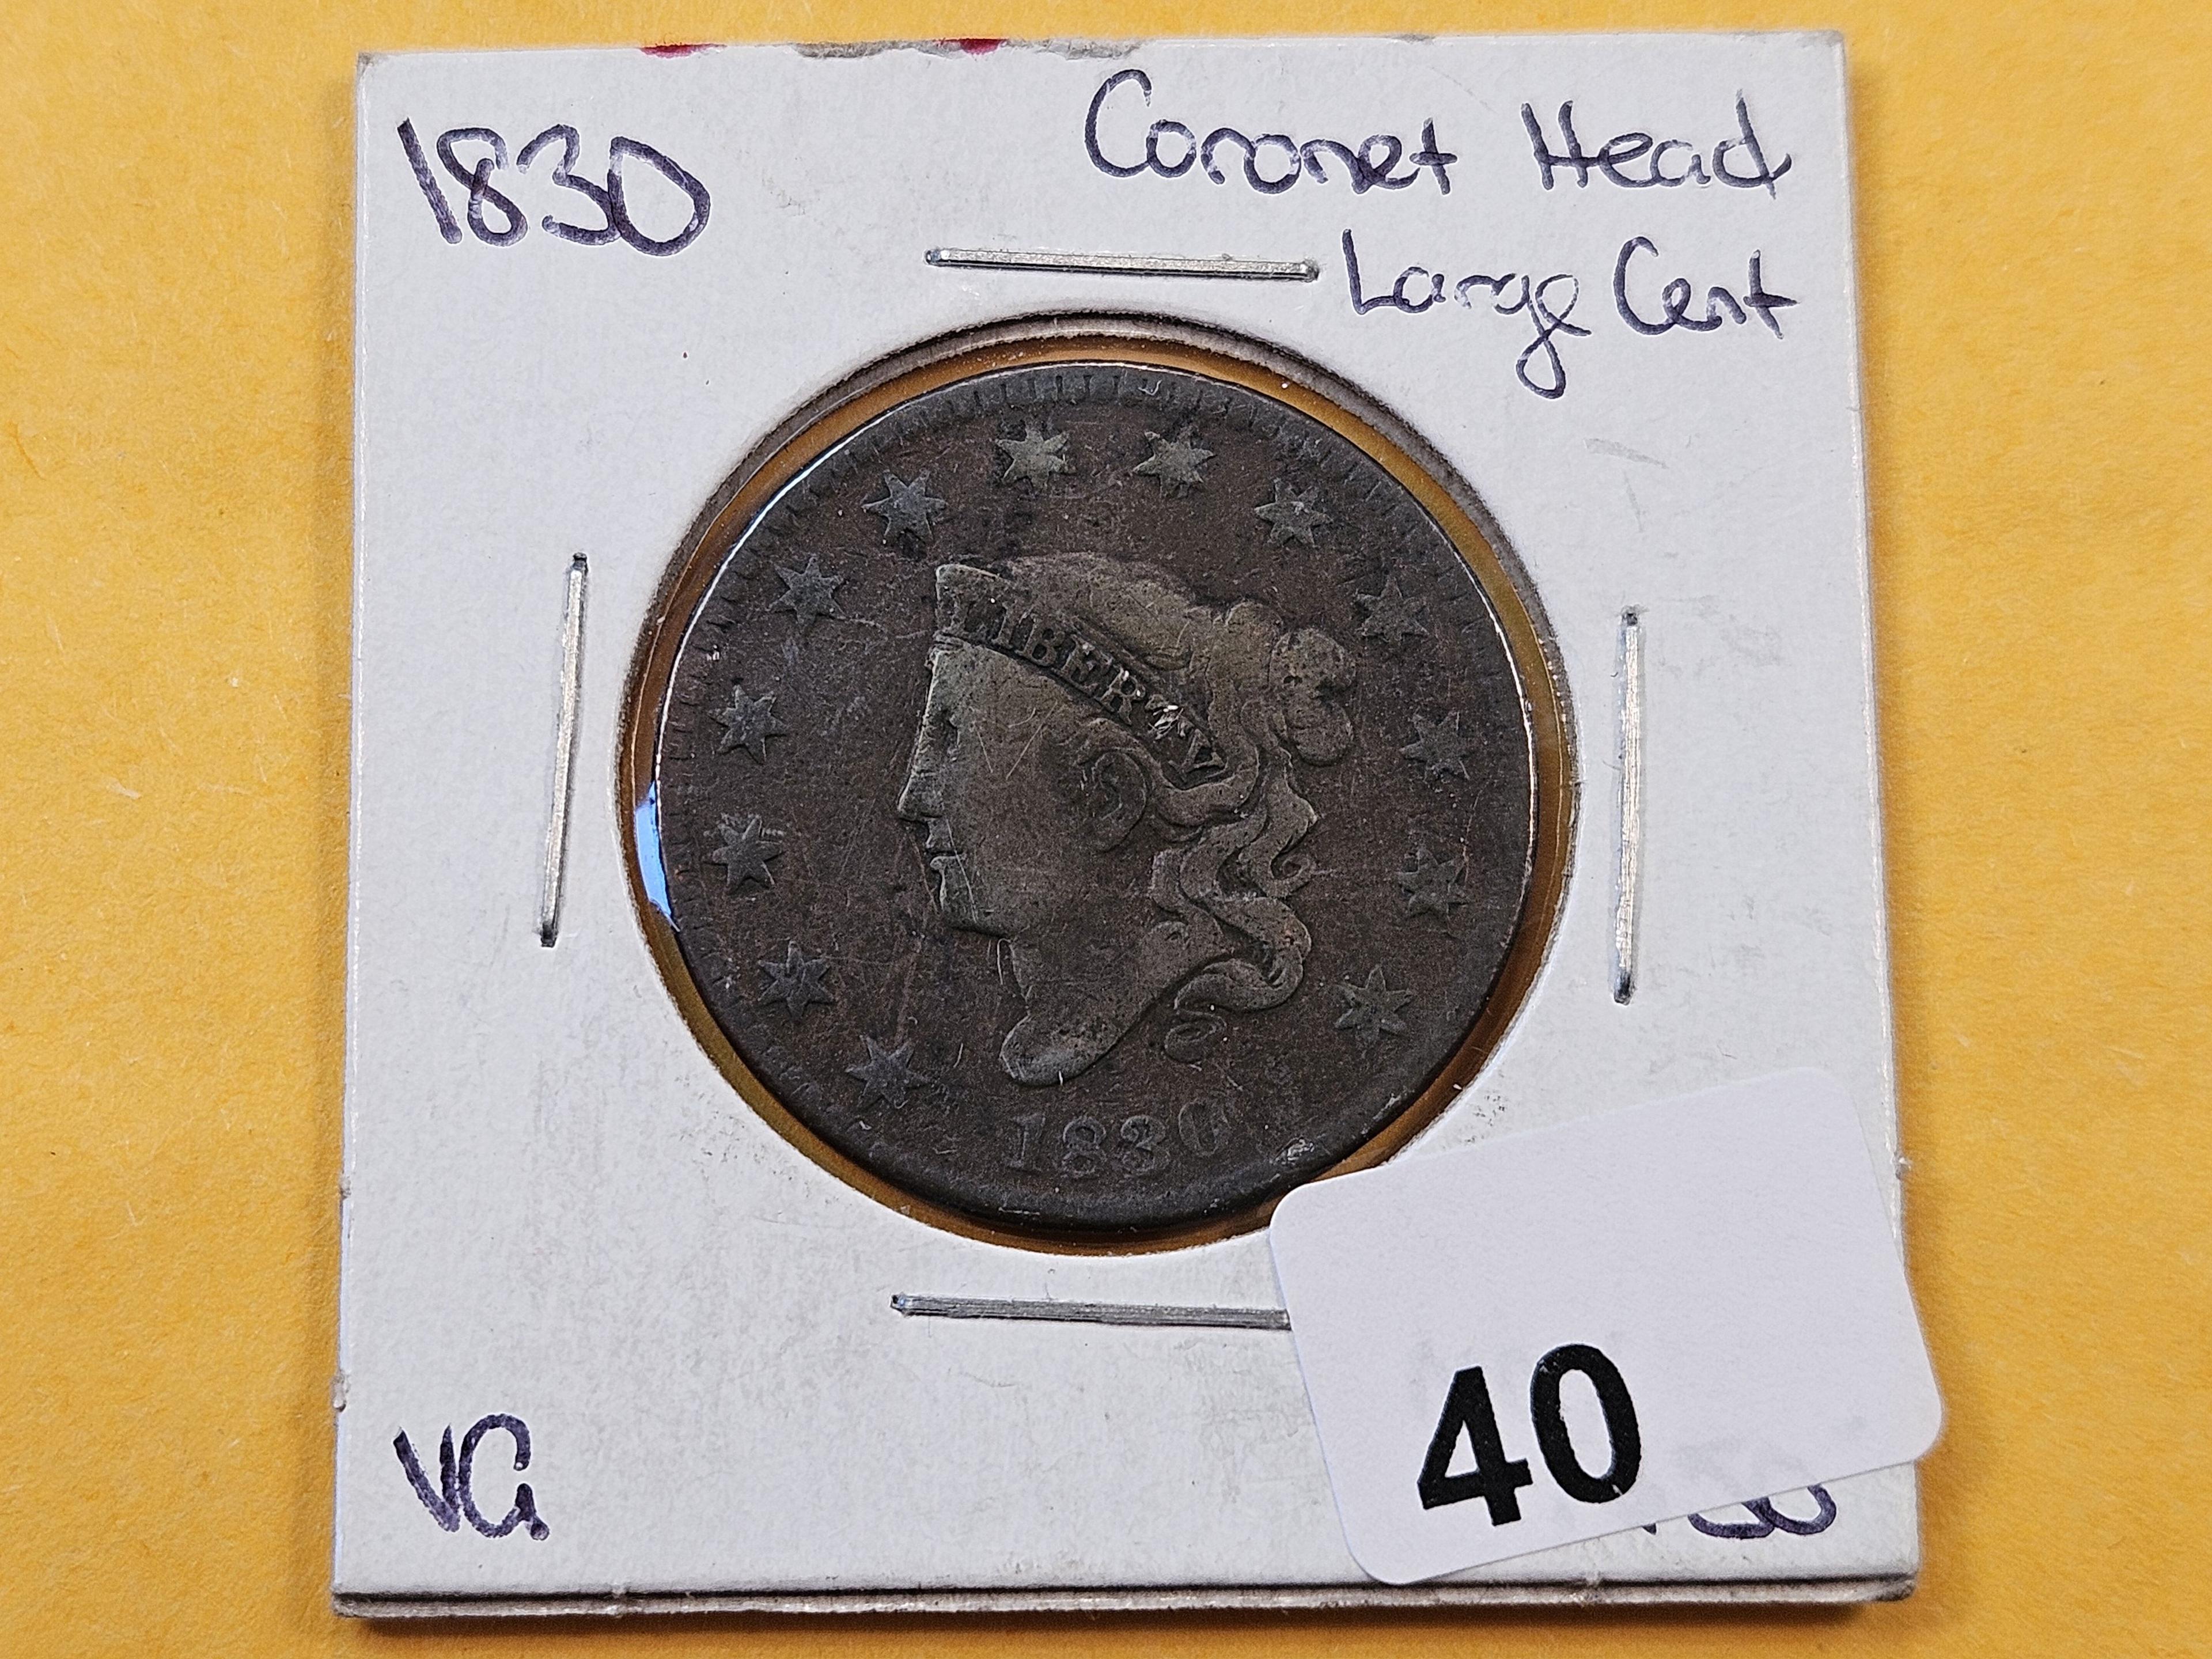 1830
Coronet Head
Large Cent
LIBERTY
1830
VG
40